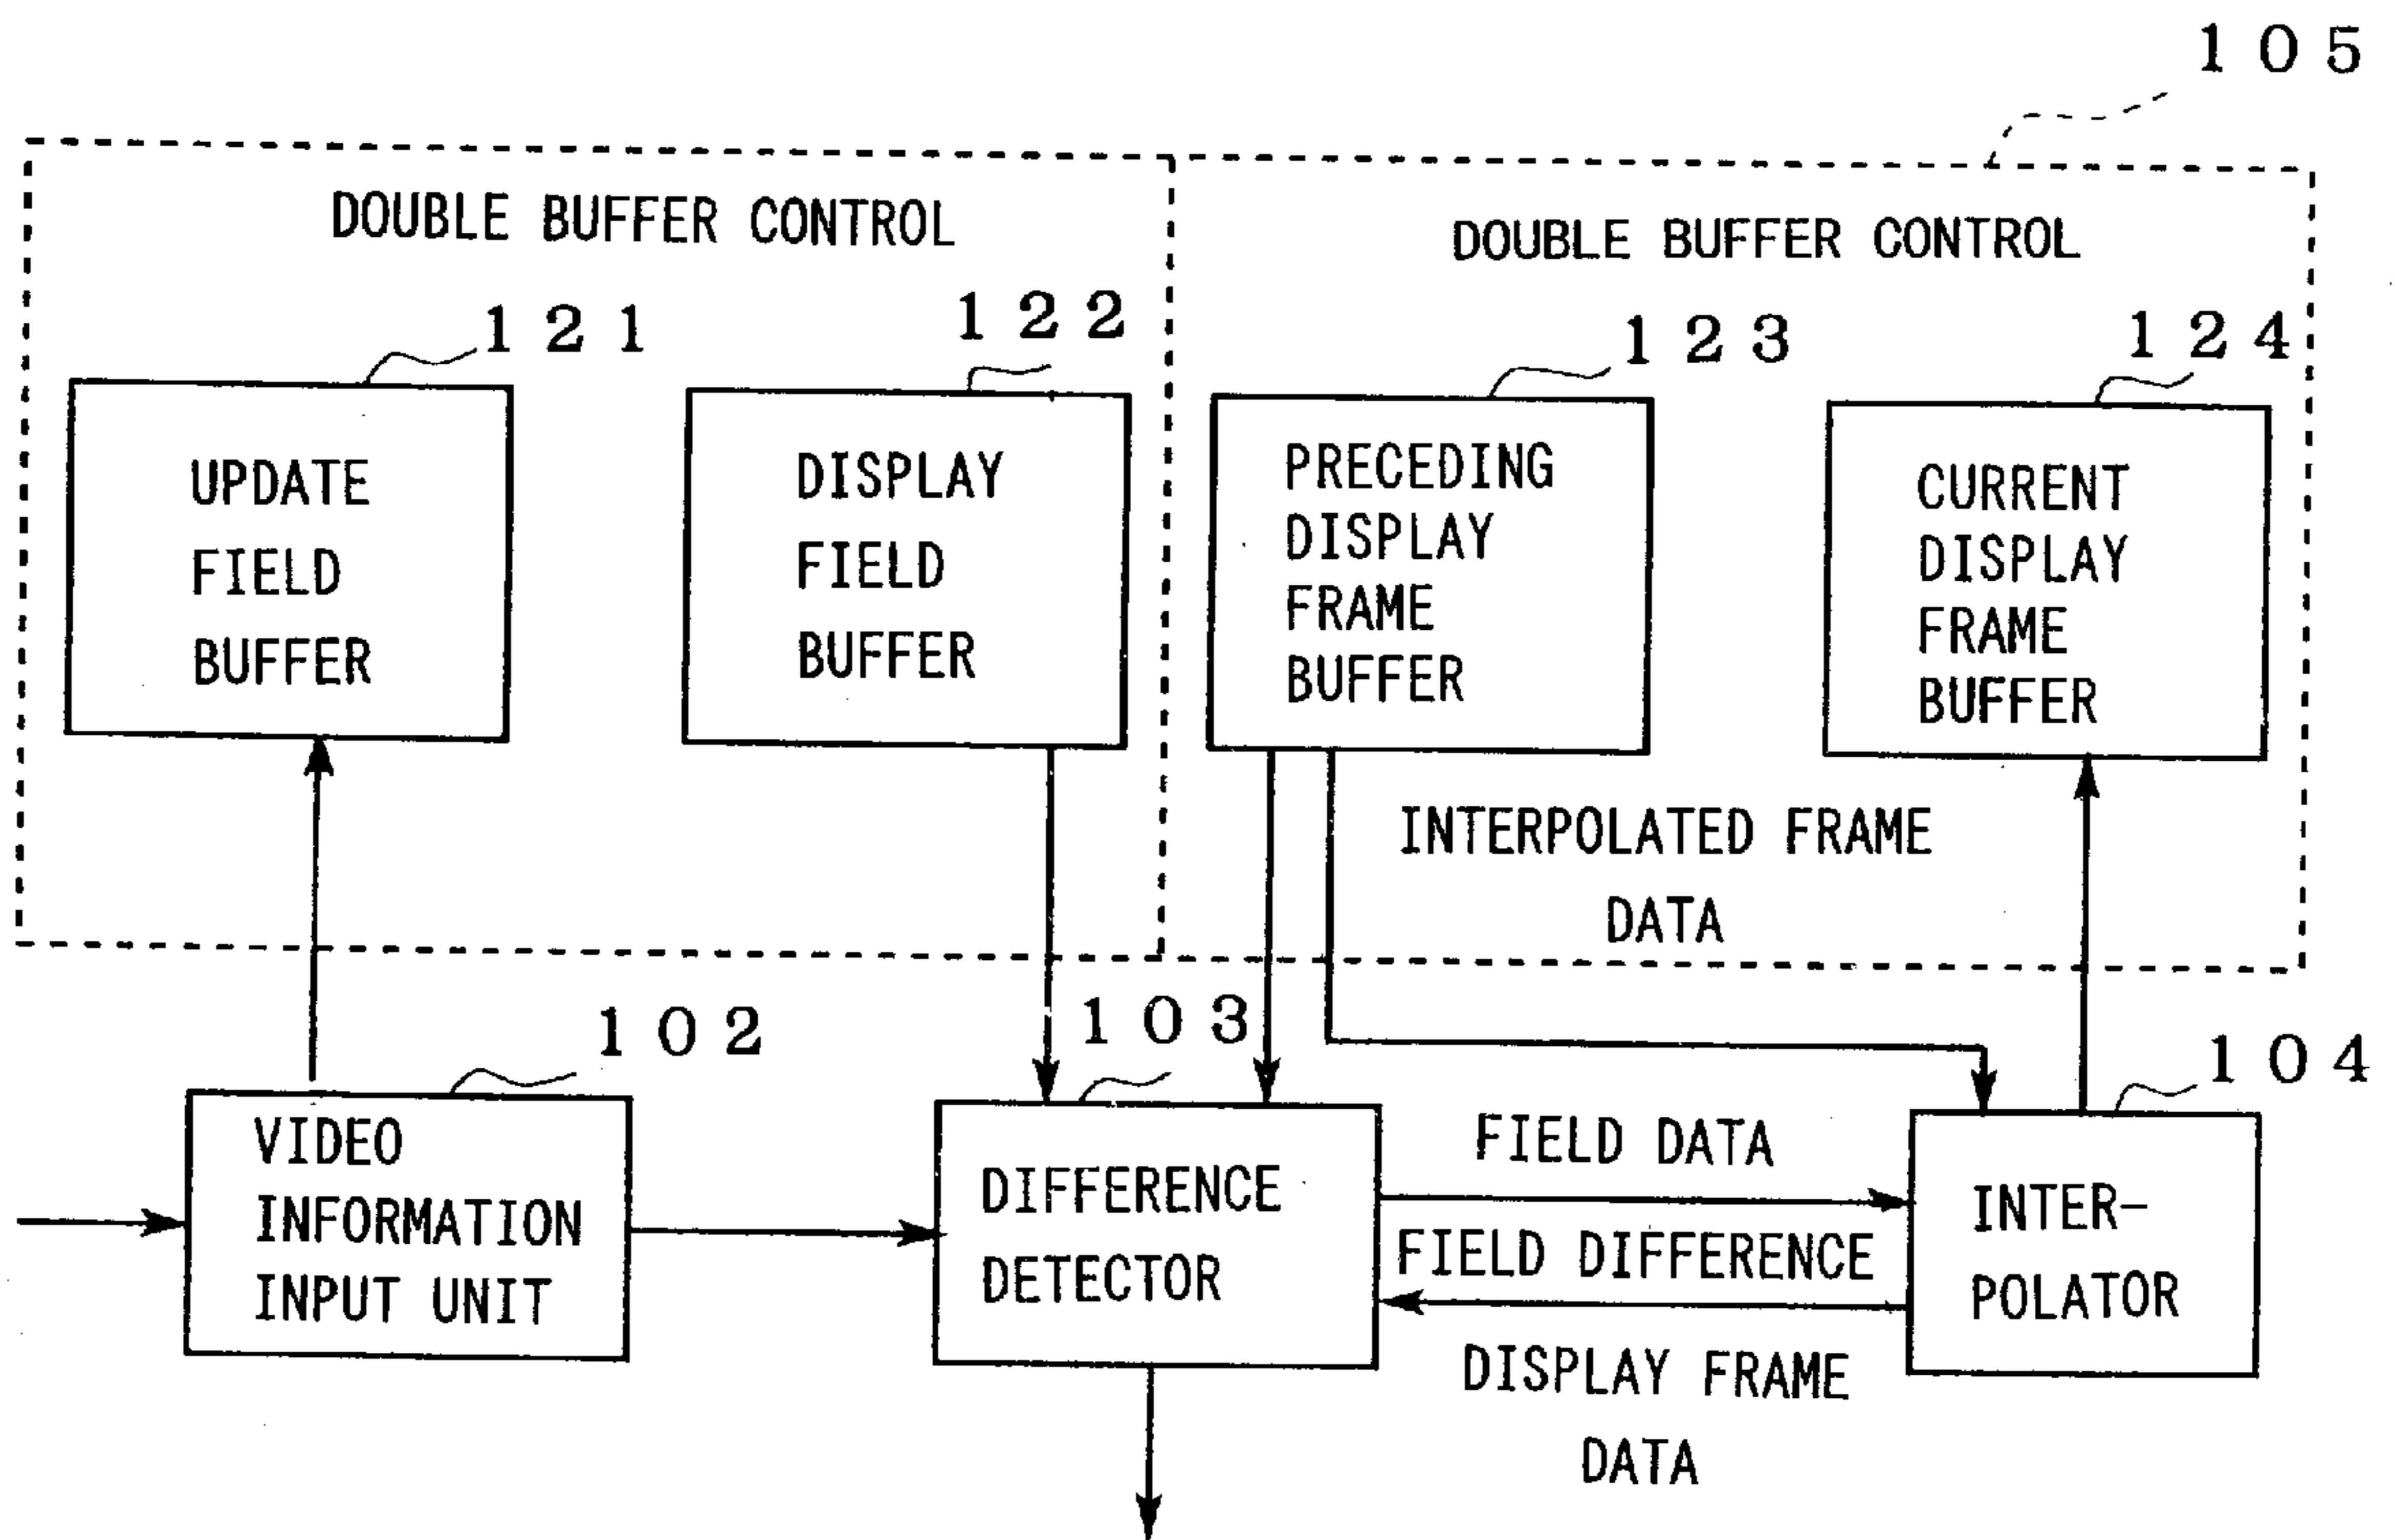 105
DOUBLE BUFFER CONTROL
DOUBLE BUFFER CONTROL
121
122
123
124
UPDATE
FIELD
BUFFER
DISPLAY
FIELD
BUFFER
PRECEDING
DISPLAY
FRAME
BUFFER
CURRENT
DISPLAY
FRAME
BUFFER
INTERPOLATED FRAME
DATA
102
103
104
VIDEO
INFORMATION
INPUT UNIT
DIFFERENCE
DETECTOR
FIELD DATA
FIELD DIFFERENCE
DISPLAY FRAME
DATA
INTER-
POLATOR